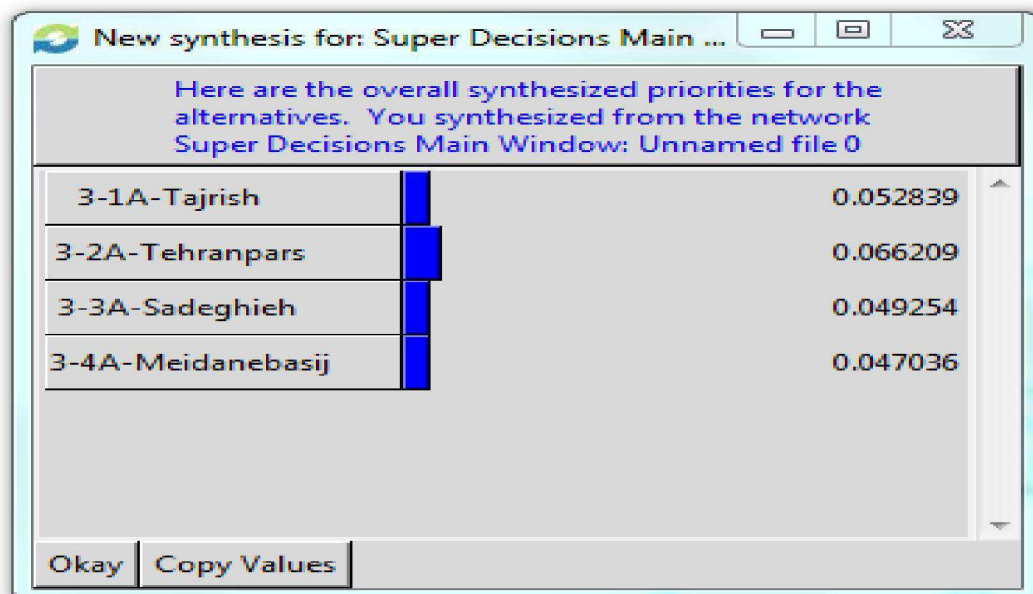 New synthesis for: Super Decisions Main ...
Here are the overall synthesized priorities for the
alternatives. You synthesized from the network
Super Decisions Main Window: Unnamed file 0
3-1A-Tajrish 0.052839
3-2A-Tehranpars 0.066209
3-3A-Sadeghieh 0.049254
3-4A-Meidanebasij 0.047036
Okay Copy Values